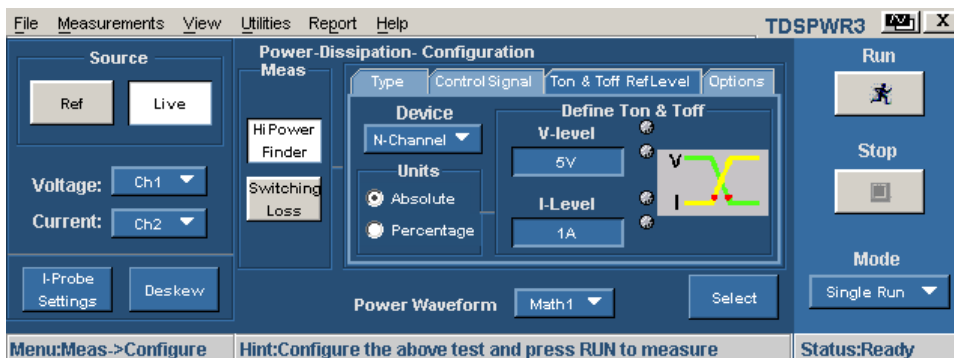 File Measurements View Utilities Report Help
TDSPWR3
X
Source
Ref Live
Voltage: Ch1
Current: Ch2
I-Probe
Settings
Deskew
Power-Dissipation- Configuration
Meas
Hi Power
Finder
Switching
Loss
Type Control Signal Ton & Toff Ref Level Options
Device
N-Channel
Units
Absolute
Percentage
Define Ton & Toff
V-level
5V
I-Level
1A
V
I
Power Waveform Math1
Select
Run
Stop
Mode
Single Run
Menu:Meas->Configure Hint:Configure the above test and press RUN to measure Status:Ready